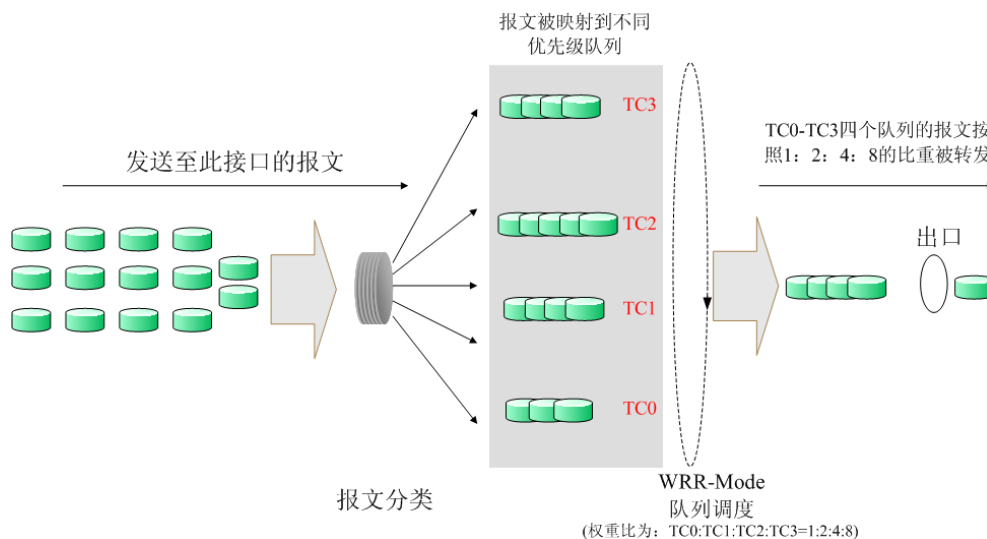 报文被映射到不同
优先级队列
TC3
TC0-TC3四个队列的报文按
照1：2：4：8的比重被转发
发送至此接口的报文
TC2
出口
TC1
TC0
WRR-Mode
报文分类
队列调度
(权重比为：TC0:TC1:TC2:TC3=1:2:4:8)